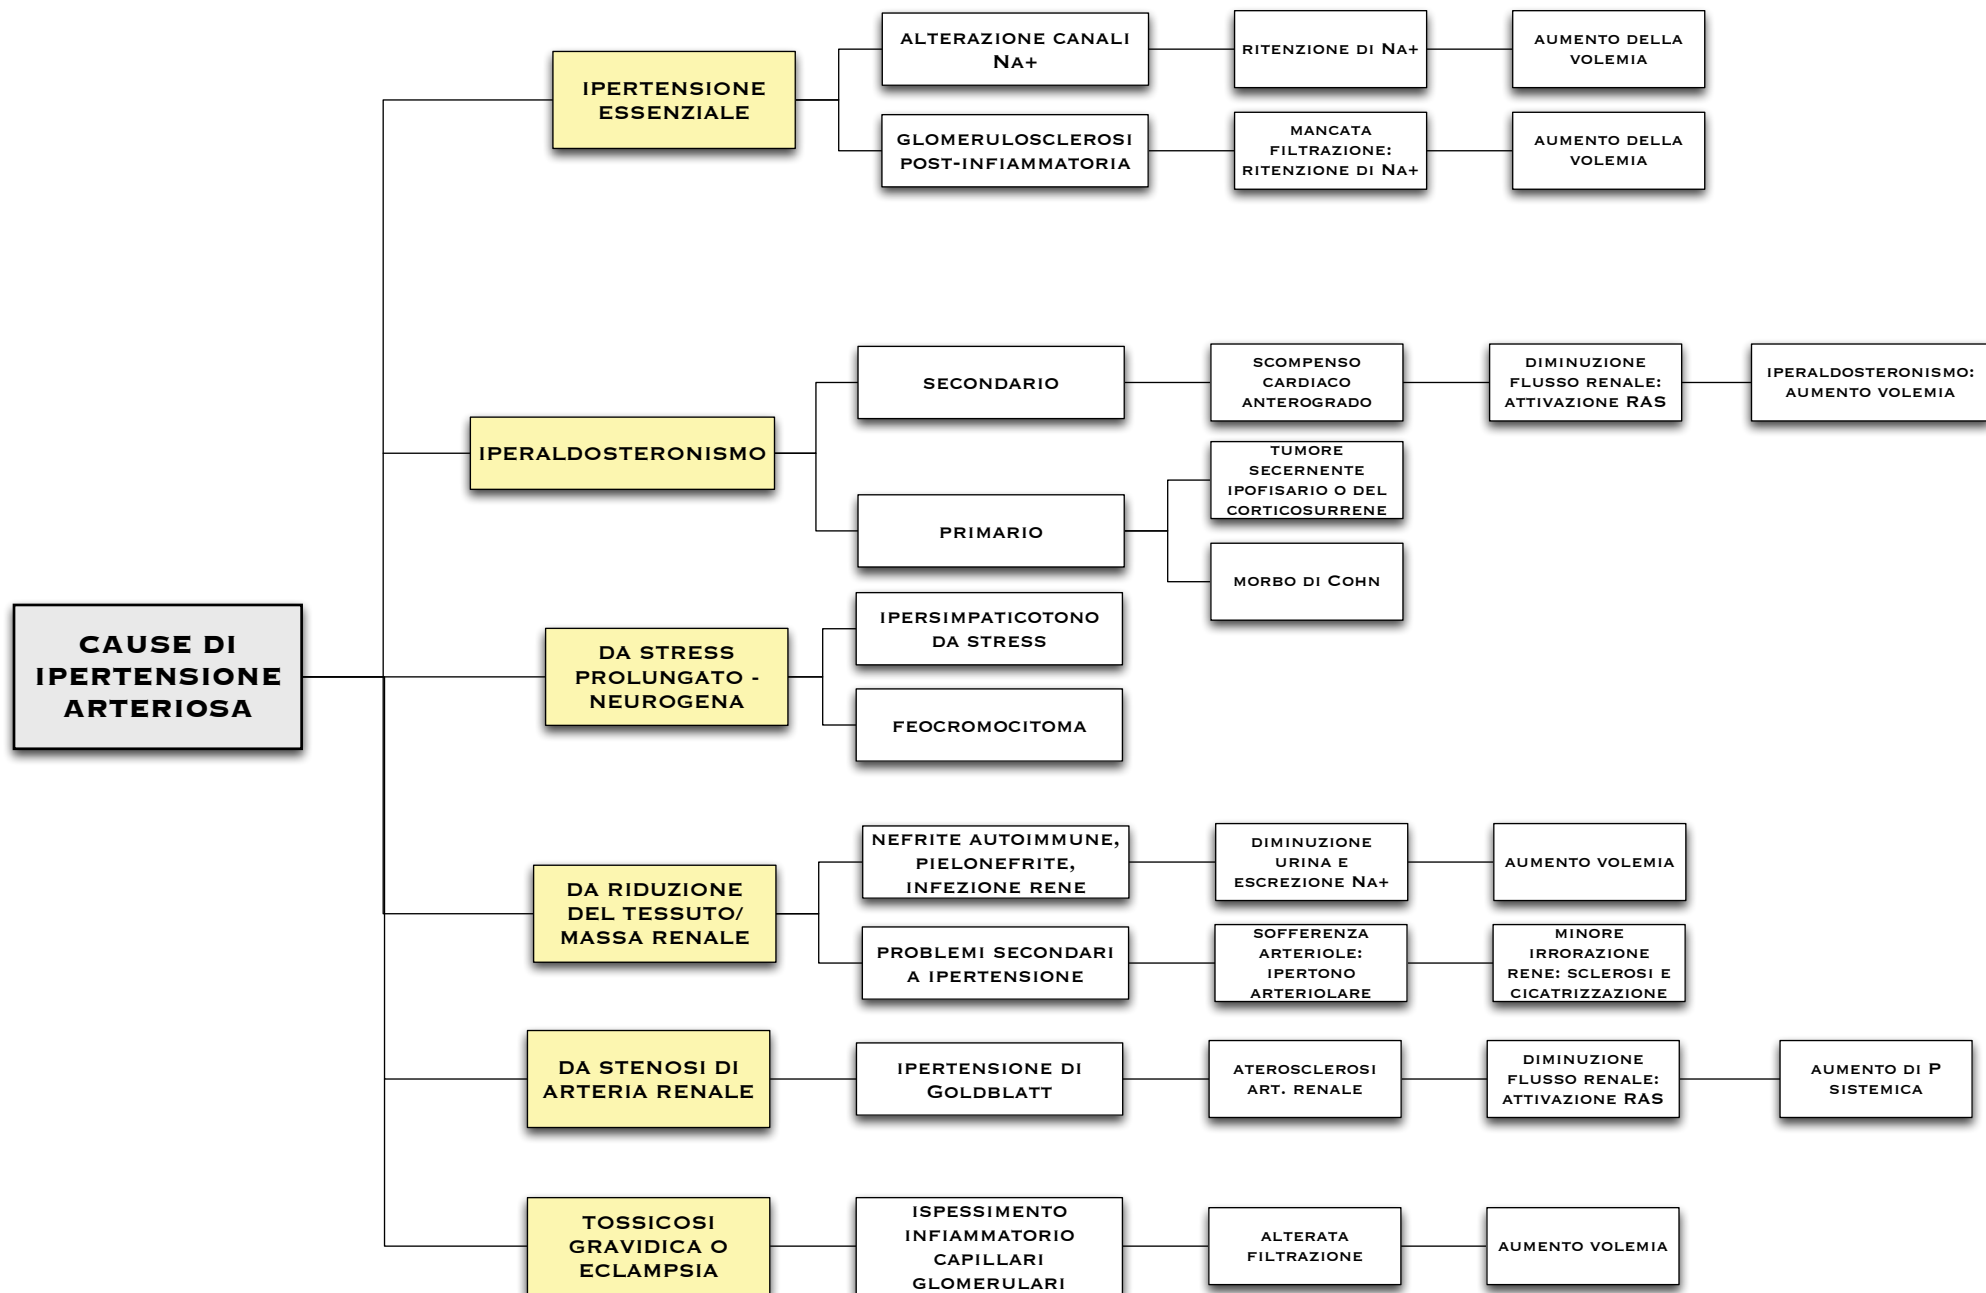 CAUSE DI
IPERTENSIONE
ARTERIOSA
IPERTENSIONE
ESSENZIALE
ALTERAZIONE CANALI
Na+
RITENZIONE DI Na+
AUMENTO DELLA
VOLEMIA
GLOMERULOSCLEROSI
POST-INFIAMMATORIA
MANCATA
FILTRAZIONE:
RITENZIONE DI Na+
AUMENTO DELLA
VOLEMIA
IPERALDOSTERONISMO
SECONDARIO
SCOMPENSO
CARDIACO
ANTEROGRADO
DIMINUZIONE
FLUSSO RENALE:
ATTIVAZIONE RAS
IPERALDOSTERONISMO:
AUMENTO VOLEMIA
PRIMARIO
TUMORE
SECERNENTE
IPOFISARIO O DEL
CORTICOSURRENE
MORBO DI COHN
DA STRESS
PROLUNGATO -
NEUROGENA
IPERSIMPATICOTONO
DA STRESS
FEOCROMOCITOMA
DA RIDUZIONE
DEL TESSUTO/
MASSA RENALE
NEFRITE AUTOIMMUNE,
PIELONEFRITE,
INFEZIONE RENE
DIMINUZIONE
URINA E
ESCREZIONE Na+
AUMENTO VOLEMIA
PROBLEMI SECONDARI
A IPERTENSIONE
SOFFERENZA
ARTERIOLE:
IPERTONO
ARTERIOLARE
MINORE
IRRORAZIONE
RENE: SCLEROSI E
CICATRIZZAZIONE
DA STENOSI DI
ARTERIA RENALE
IPERTENSIONE DI
GOLDBLATT
ATEROSCLEROSI
ART. RENALE
DIMINUZIONE
FLUSSO RENALE:
ATTIVAZIONE RAS
AUMENTO DI P
SISTEMICA
TOSSICOSI
GRAVIDICA O
ECLAMPSIA
ISPESSIMENTO
INFIAMMATORIO
CAPILLARI
GLOMERULARI
ALTERATA
FILTRAZIONE
AUMENTO VOLEMIA